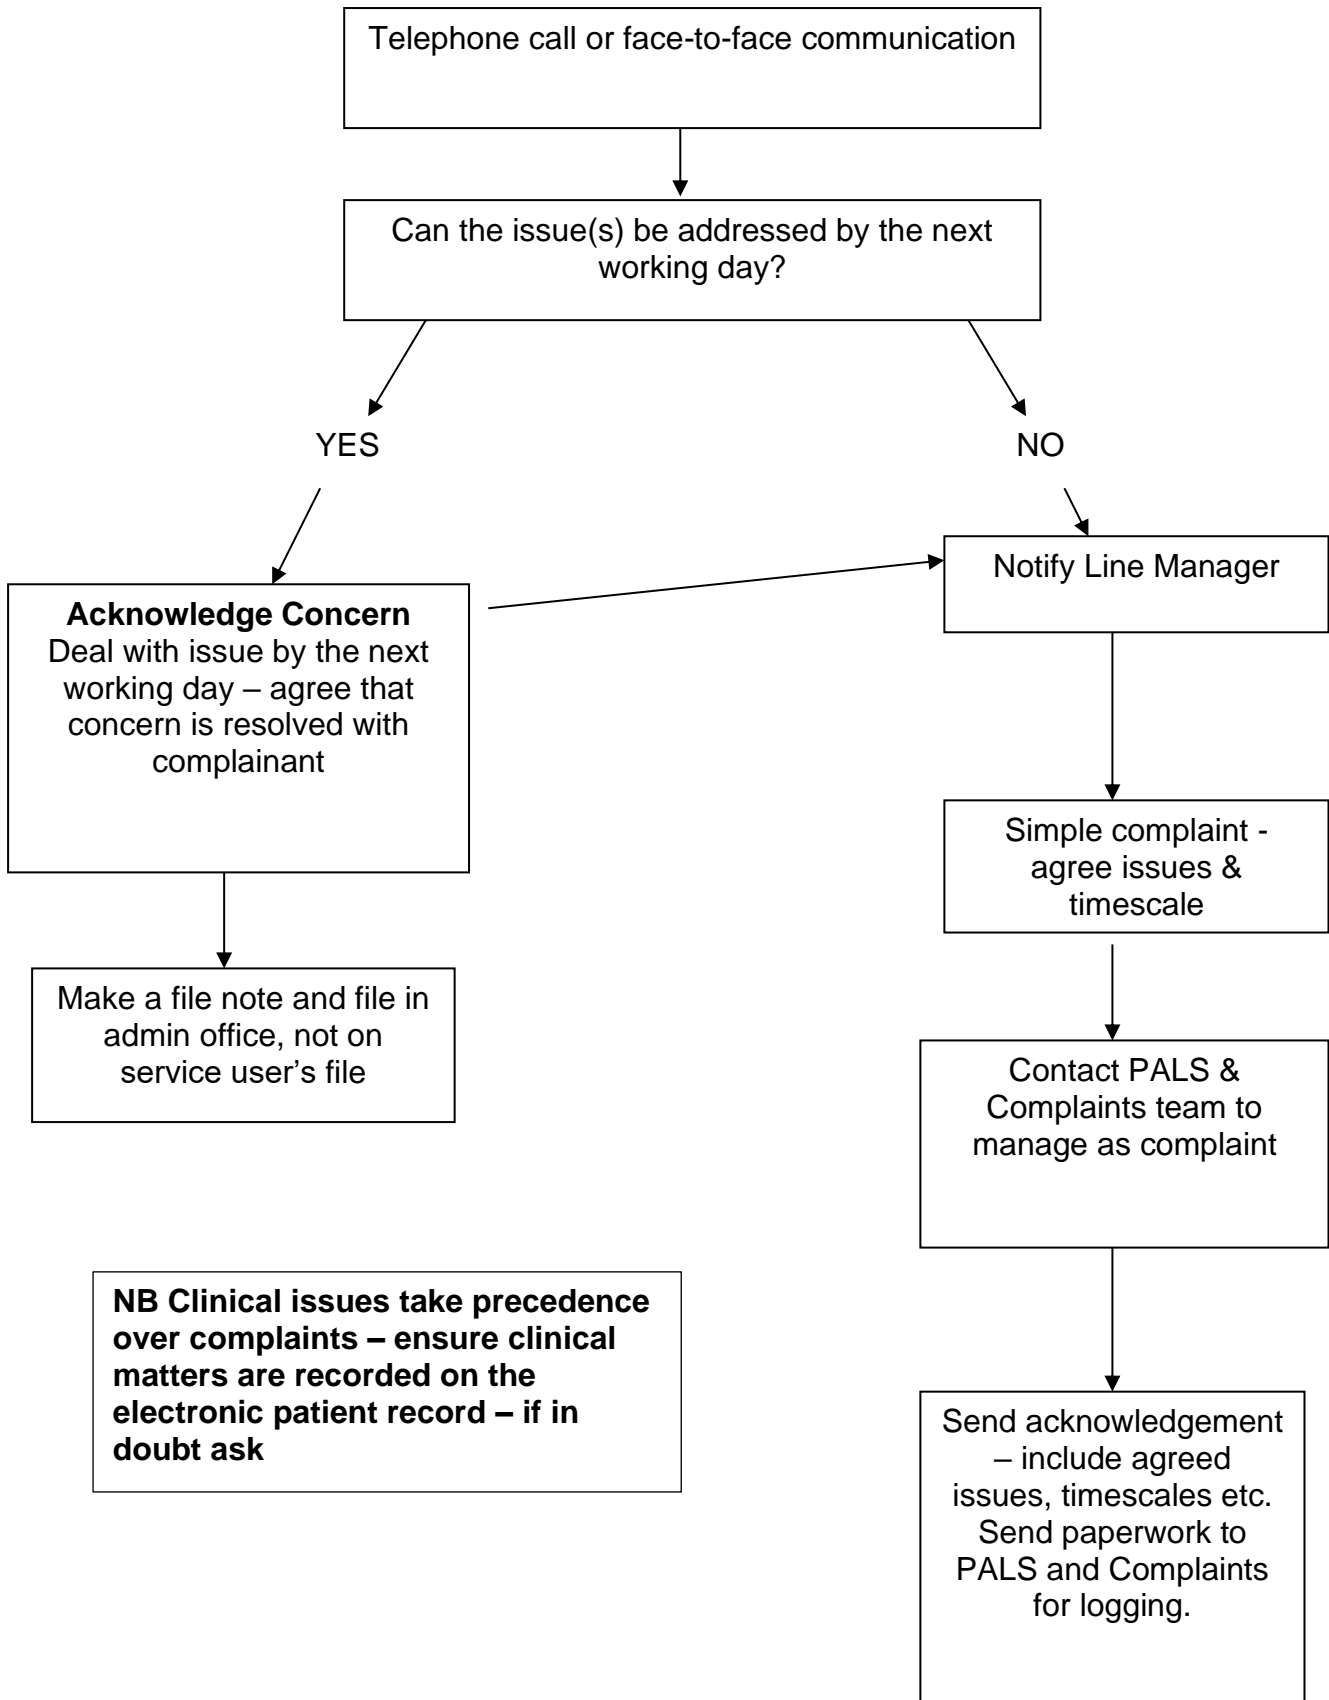 Telephone call or face-to-face communication
Can the issue(s) be addressed by the next
working day?
YES
NO
Notify Line Manager
Acknowledge Concern
Deal with issue by the next
working day – agree that
concern is resolved with
complainant
Simple complaint -
agree issues &
timescale
Make a file note and file in
admin office, not on
service user’s file
Contact PALS &
Complaints team to
manage as complaint
NB Clinical issues take precedence
over complaints – ensure clinical
matters are recorded on the
electronic patient record – if in
doubt ask
Send acknowledgement
– include agreed
issues, timescales etc.
Send paperwork to
PALS and Complaints
for logging.